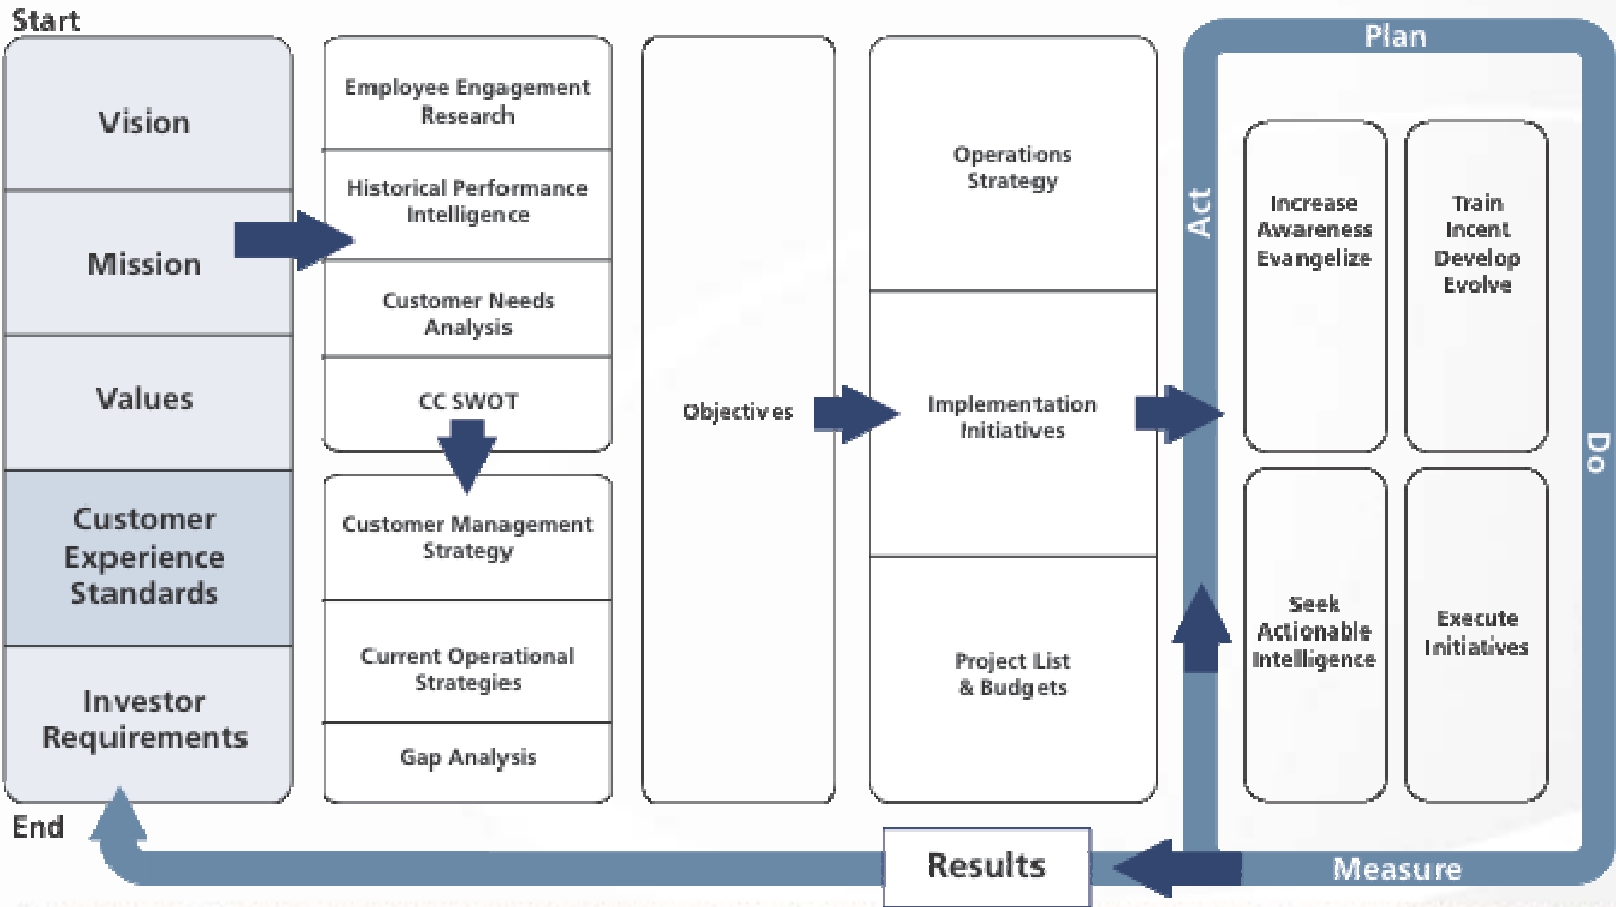 Start
Vision
Mission
Values
Customer
Experience
Standards
Investor
Requirements
End
Employee Engagement
Research
Historical Performance
Intelligence
Customer Needs
Analysis
CC SWOT
Customer Management
Strategy
Current Operational
Strategies
Gap Analysis
Objectives
Operations
Strategy
Implementation
Initiatives
Project List
& Budgets
Plan
Act
Increase
Awareness
Evangelize
Train
Incent
Develop
Evolve
Do
Seek
Actionable
Intelligence
Execute
Initiatives
Measure
Results